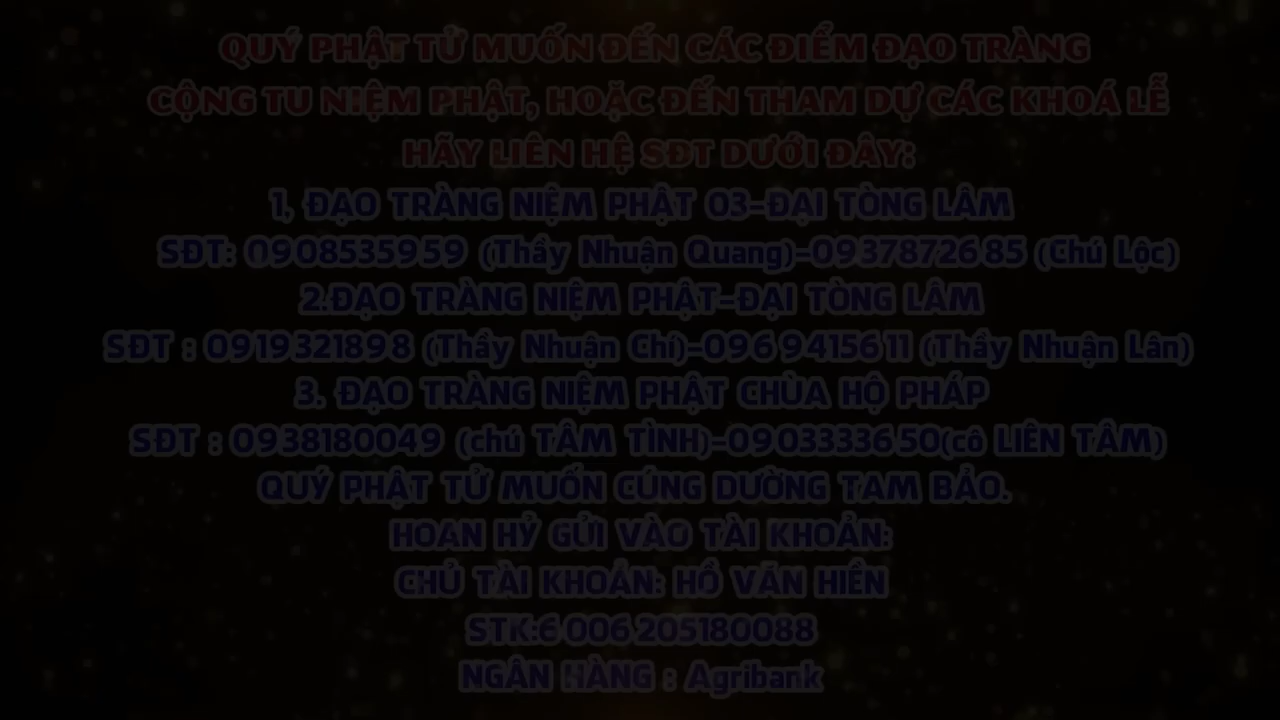 QUÝ PHẬT TỬ MUỐN ĐẾN CÁC ĐIỂM ĐẠO TRÀNG
CỘNG TU NIỆM PHẬT, HOẶC ĐẾN THAM DỰ CÁC KHOÁ LỄ
HÃY LIÊN HỆ SĐT DƯỚI ĐÂY:
1, ĐẠO TRÀNG NIỆM PHẬT 03-ĐẠI TÒNG LÂM
SĐT: 0908535959 (Thầy Nhuận Quang)-0937872685 (Chú Lộc)
2.ĐẠO TRÀNG NIỆM PHẬT-ĐẠI TÒNG LÂM
SĐT : 0919321898 (Thầy Nhuận Chí)-0969415611 (Thầy Nhuận Lân)
3. ĐẠO TRÀNG NIỆM PHẬT CHÙA HỘ PHÁP
SĐT : 0938180049 (chú TÂM TÌNH)-0903333650(cô LIÊN TÂM)
QUÝ PHẬT TỬ MUỐN CÚNG DƯỜNG TAM BẢO.
HOAN HỶ GỬI VÀO TÀI KHOẢN:
CHỦ TÀI KHOẢN: HỒ VĂN HIỀN
STK:6006205180088
NGÂN HÀNG : Agribank